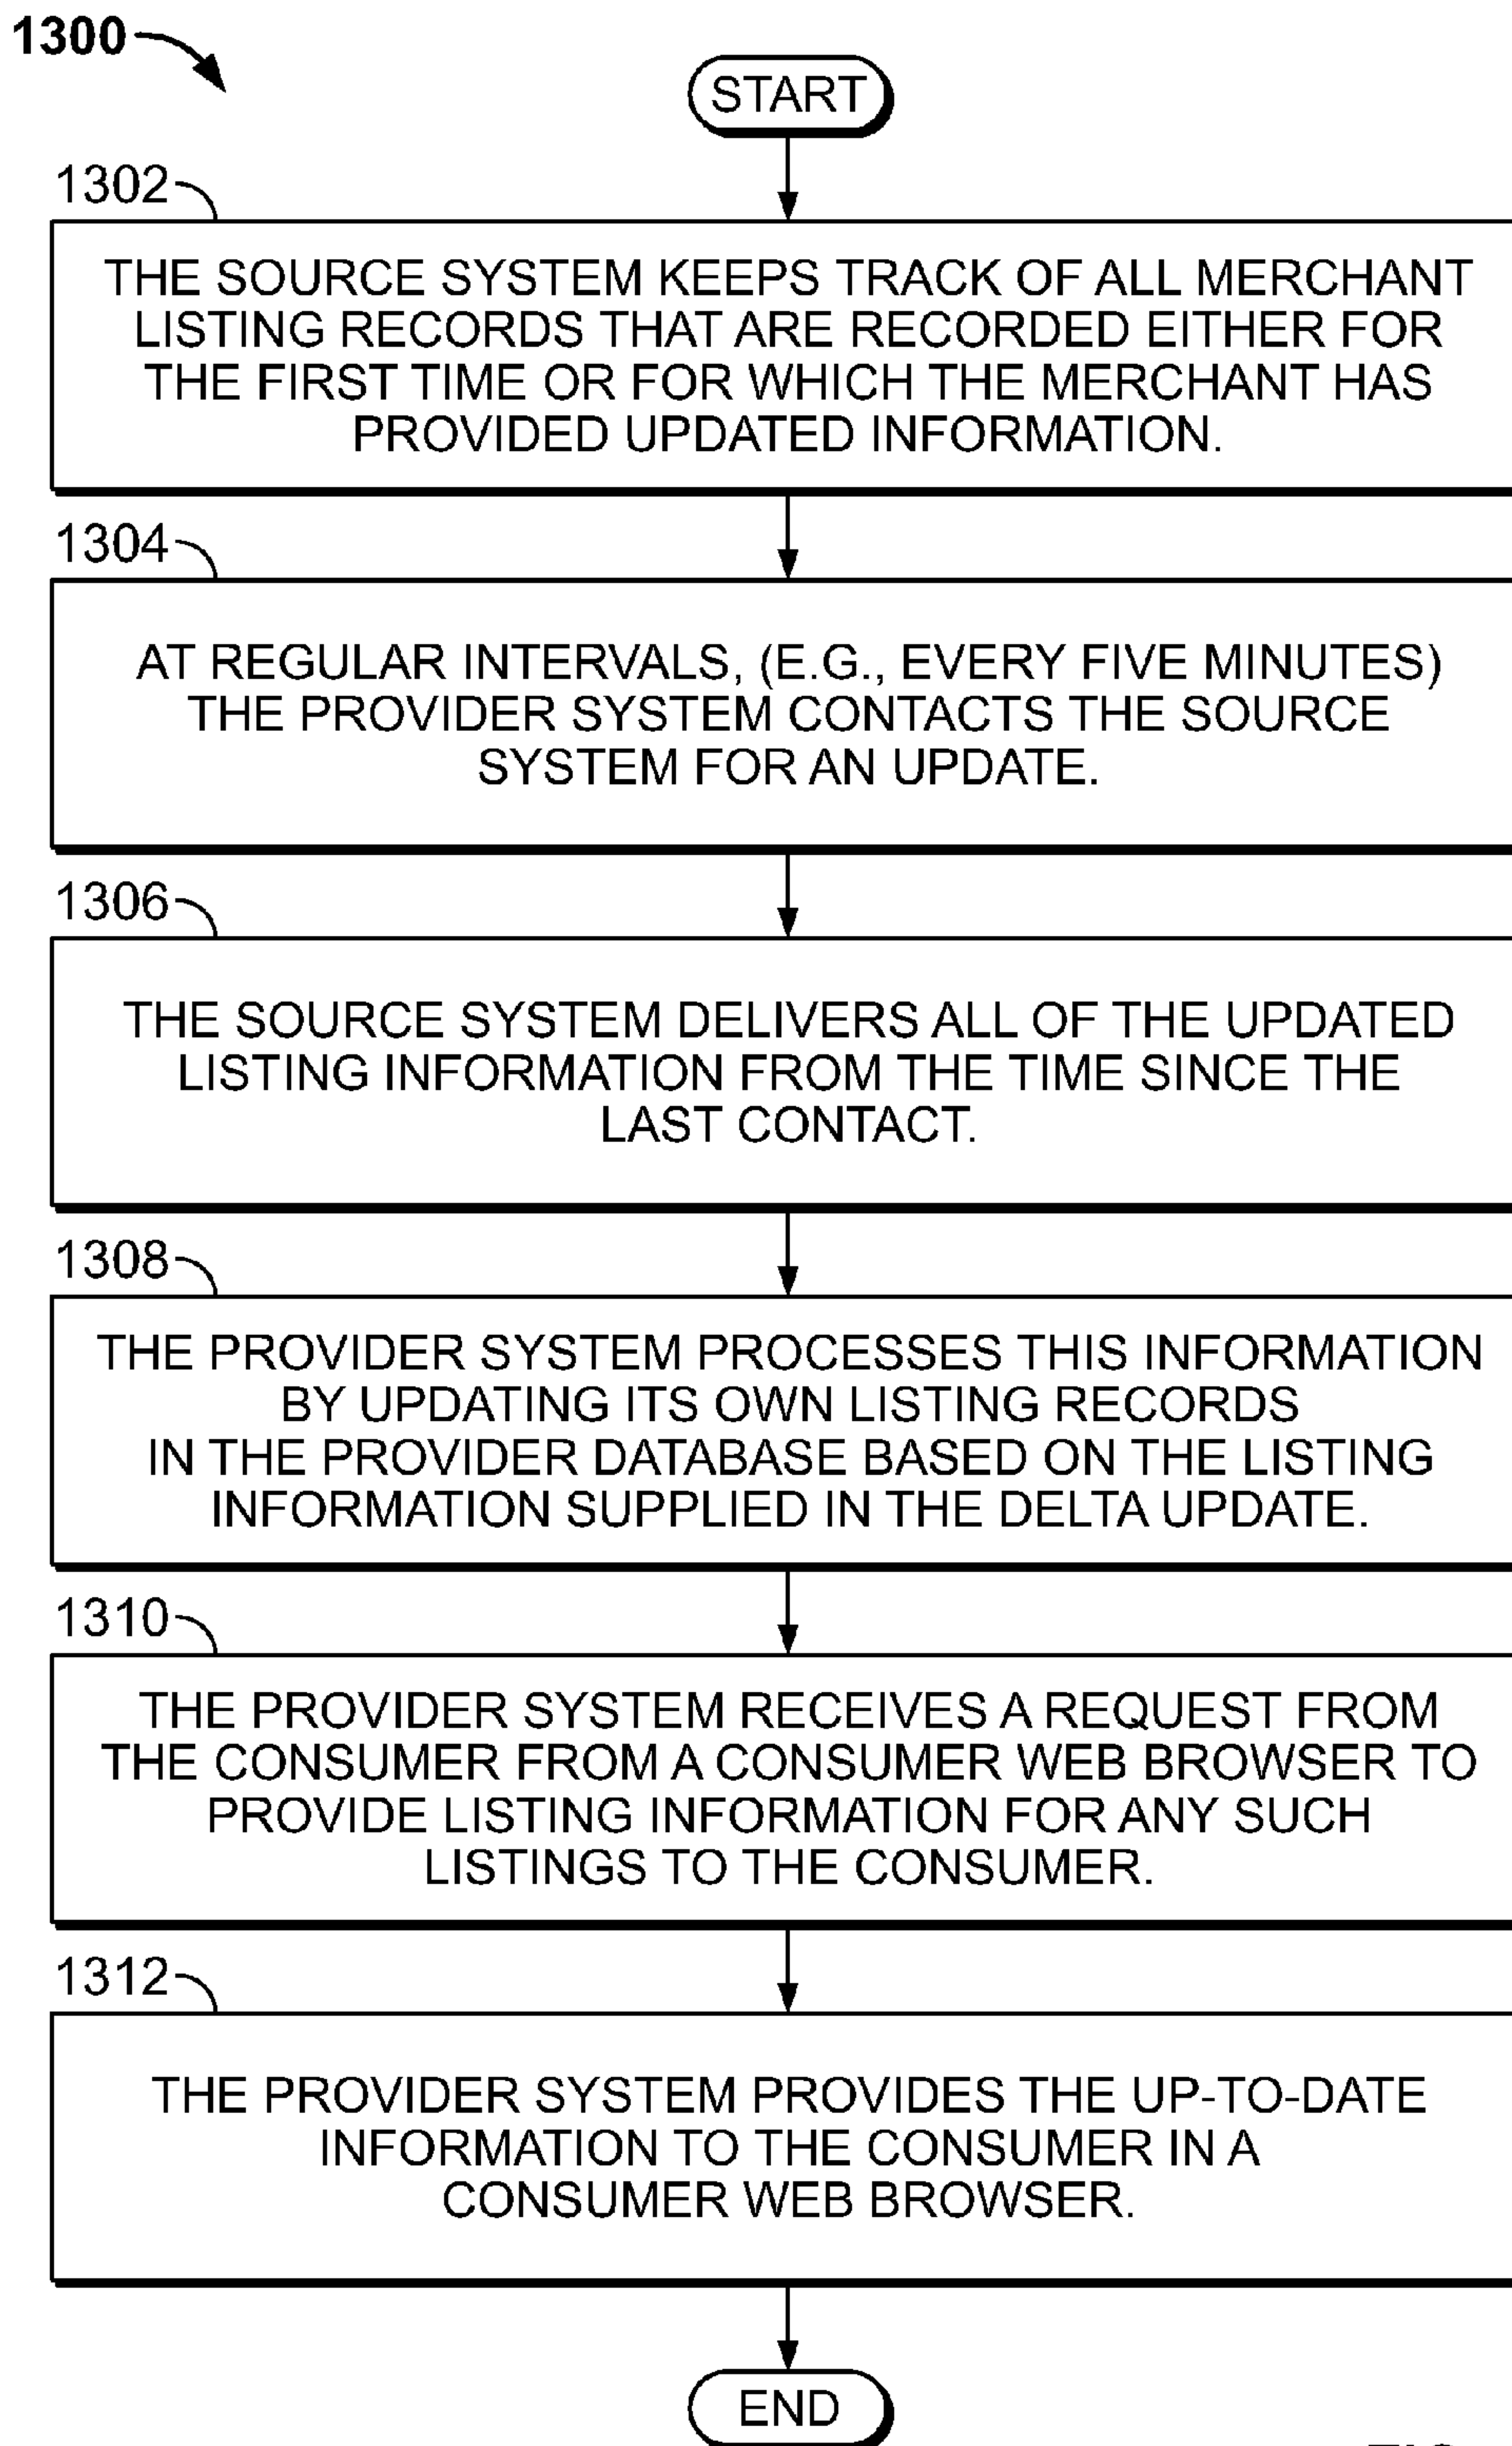 1300
START
1302
THE SOURCE SYSTEM KEEPS TRACK OF ALL MERCHANT
LISTING RECORDS THAT ARE RECORDED EITHER FOR
THE FIRST TIME OR FOR WHICH THE MERCHANT HAS
PROVIDED UPDATED INFORMATION.
1304
AT REGULAR INTERVALS, (E.G., EVERY FIVE MINUTES)
THE PROVIDER SYSTEM CONTACTS THE SOURCE
SYSTEM FOR AN UPDATE.
1306
THE SOURCE SYSTEM DELIVERS ALL OF THE UPDATED
LISTING INFORMATION FROM THE TIME SINCE THE
LAST CONTACT.
1308
THE PROVIDER SYSTEM PROCESSES THIS INFORMATION
BY UPDATING ITS OWN LISTING RECORDS
IN THE PROVIDER DATABASE BASED ON THE LISTING
INFORMATION SUPPLIED IN THE DELTA UPDATE.
1310
THE PROVIDER SYSTEM RECEIVES A REQUEST FROM
THE CONSUMER FROM A CONSUMER WEB BROWSER TO
PROVIDE LISTING INFORMATION FOR ANY SUCH
LISTINGS TO THE CONSUMER.
1312
THE PROVIDER SYSTEM PROVIDES THE UP-TO-DATE
INFORMATION TO THE CONSUMER IN A
CONSUMER WEB BROWSER.
END